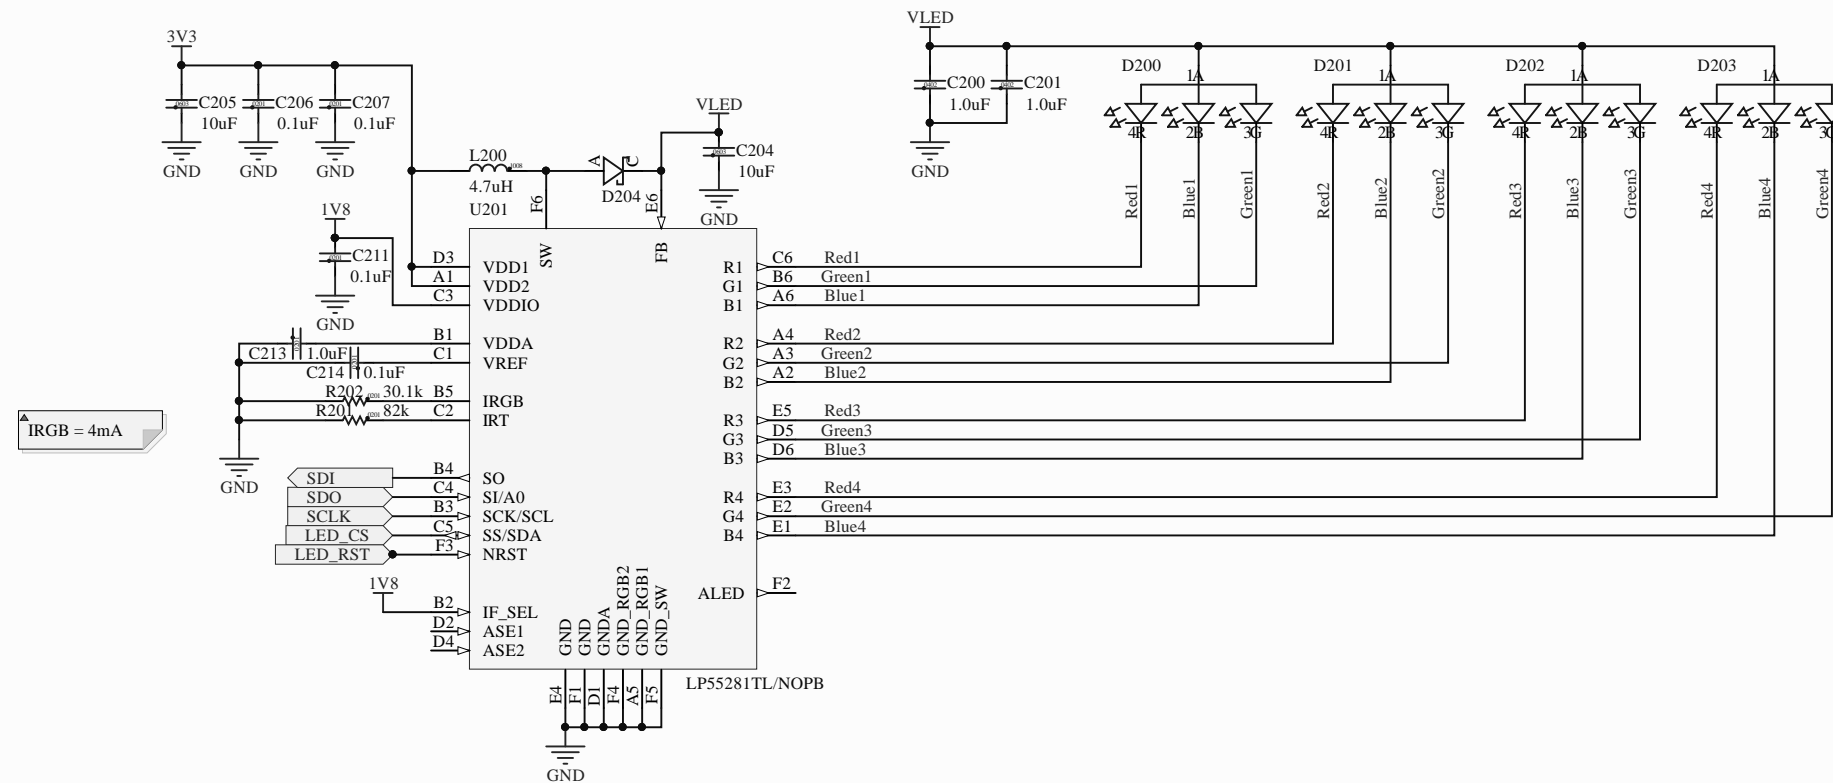 VLED
3V3
D200
D201
D202
D203
1A
1A
1A
1A
C205
10uF
C206
0.1uF
C207
0.1uF
C200
1.0uF
C201
1.0uF
VLED
4R
2B
3G
4R
2B
3G
4R
2B
3G
4R
2B
GND
GND
GND
GND
L200
4.7uH
U201
F6
A
C
D204
E6
C204
10uF
GND
Red1
Blue1
Green1
Red2
Blue2
Green2
Red3
Blue3
Green3
Red4
Blue4
Green4
1V8
C211
0.1uF
GND
SW
FB
D3
VDD1
A1
VDD2
C3
VDDIO
R1
C6
Red1
G1
B6
Green1
B1
A6
Blue1
C213
1.0uF
B1
VDDA
C214
0.1uF
C1
VREF
R2
A4
Red2
G2
A3
Green2
B2
A2
Blue2
R202
30.1k
B5
IRGB
R201
82k
C2
IRT
R3
E5
Red3
G3
D5
Green3
B3
D6
Blue3
IRGB = 4mA
GND
SDI
B4
SO
SDO
C4
SI/A0
SCLK
B3
SCK/SCL
LED_CS
C5
SS/SDA
LED_RST
F3
NRST
R4
E3
Red4
G4
E2
Green4
B4
E1
Blue4
1V8
B2
IF_SEL
D2
ASE1
D4
ASE2
ALED
F2
GND
GND
GNDA
GND_RGB2
GND_RGB1
GND_SW
LP55281TL/NOPB
E4
F1
D1
F4
A5
F5
GND